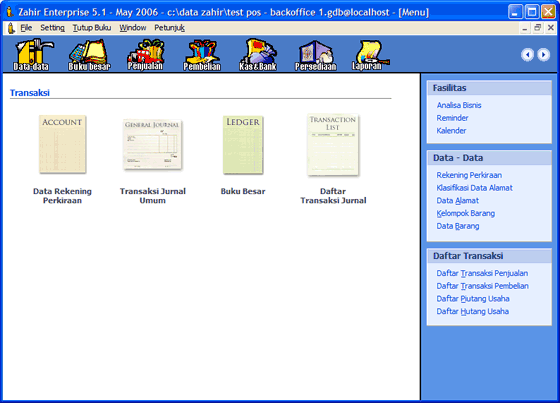 Zahir Enterprise 5.1 - May 2006 - c:\data zahir\test pos - backoffice 1.gdb@localhost - [Menu]
File Setting Tutup Buku Window Petunjuk
Data-data Buku besar Penjualan Pembelian Kas&Bank Persediaan Laporan
Transaksi
ACCOUNT
GENERAL JOURNAL
LEDGER
TRANSACTION
LIST
Data Rekening
Perkiraan
Transaksi Jurnal
Umum
Buku Besar
Daftar
Transaksi Jurnal
Fasilitas
Analisa Bisnis
Reminder
Kalender
Data - Data
Rekening Perkiraan
Klasifikasi Data Alamat
Data Alamat
Kelompok Barang
Data Barang
Daftar Transaksi
Daftar Transaksi Penjualan
Daftar Transaksi Pembelian
Daftar Piutang Usaha
Daftar Hutang Usaha